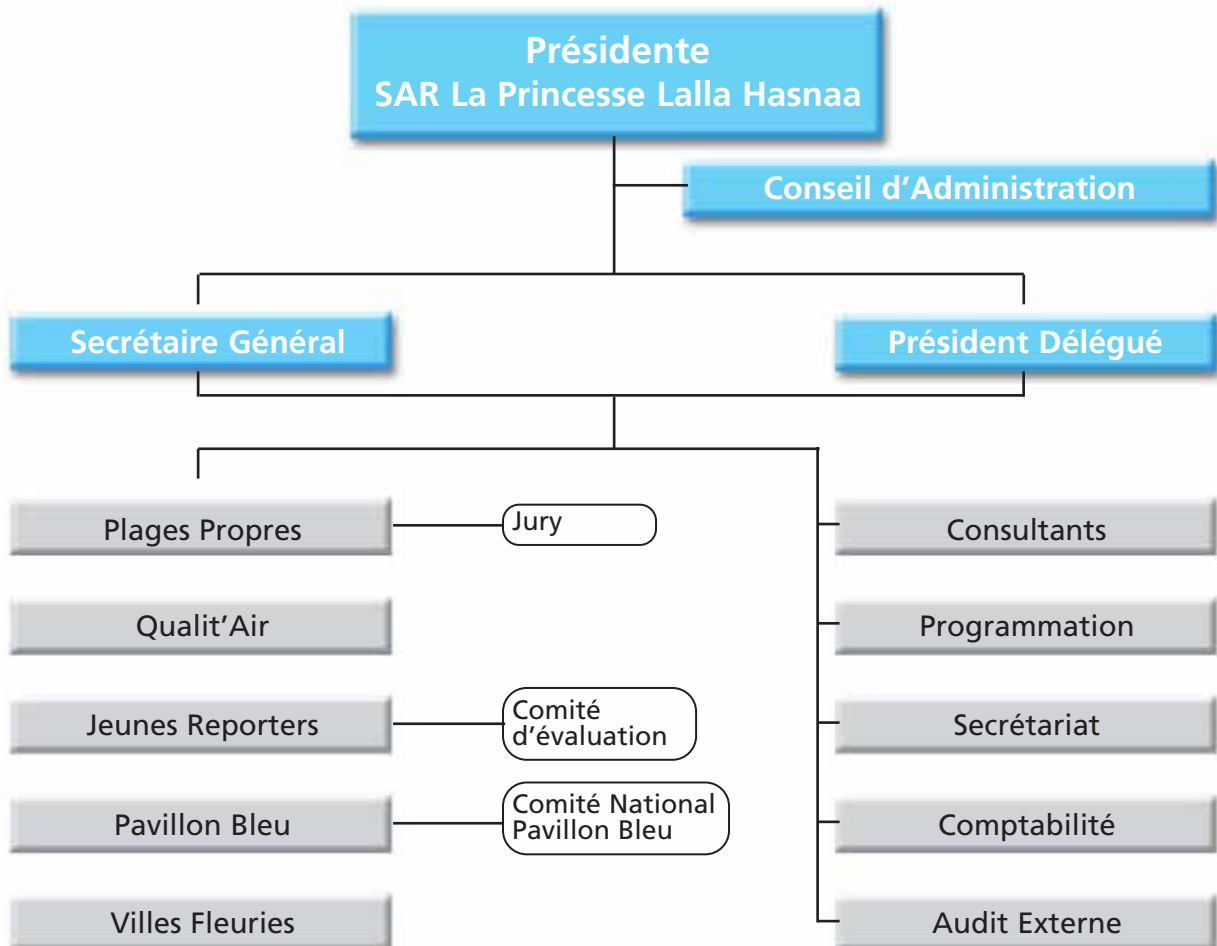 Présidente
SAR La Princesse Lalla Hasnaa
Conseil d’Administration
Secrétaire Général
Président Délégué
Plages Propres
Jury
Consultants
Qualit’Air
Programmation
Jeunes Reporters
Comité
d’évaluation
Secrétariat
Pavillon Bleu
Comité National
Pavillon Bleu
Comptabilité
Villes Fleuries
Audit Externe